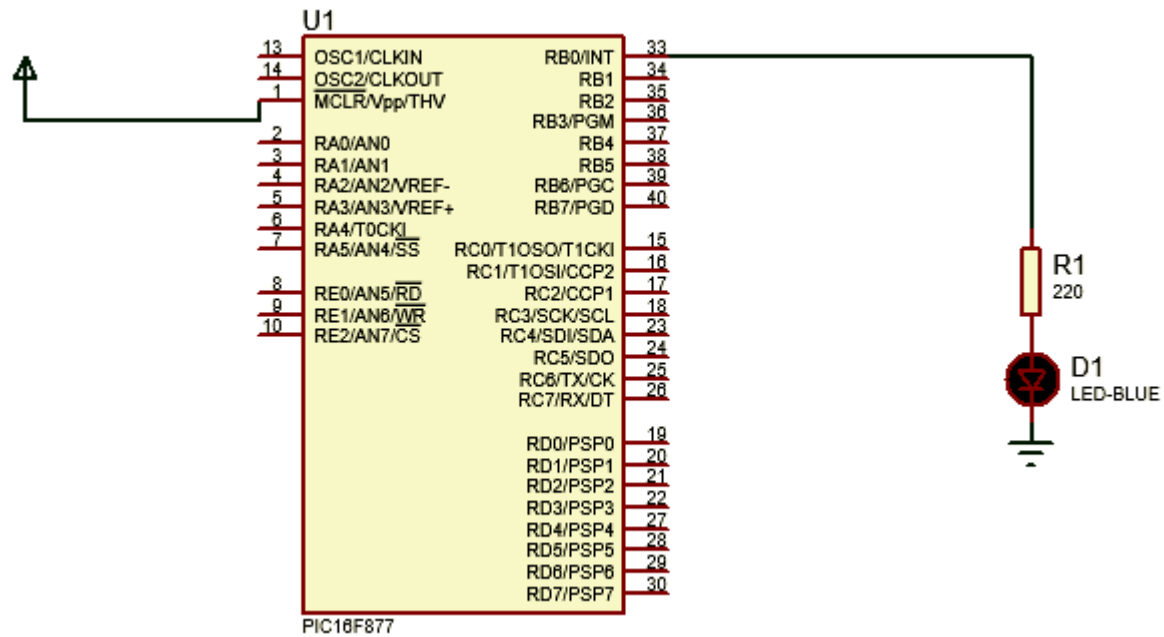 U1
13 OSC1/CLKIN RB0/INT 33
14 OSC2/CLKOUT RB1 34
1 MCLR/Vpp/THV RB2 35
RB3/PGM 36
2 RA0/AN0 RB4 37
3 RA1/AN1 RB5 38
4 RA2/AN2/VREF- RB6/PGC 39
5 RA3/AN3/VREF+ RB7/PGD 40
6 RA4/T0CKI
7 RA5/AN4/SS RC0/T1OSO/T1CKI 15
RC1/T1OSI/CCP2 16
8 RE0/AN5/RD RC2/CCP1 17
9 RE1/AN6/WR RC3/SCK/SCL 18
10 RE2/AN7/CS RC4/SDI/SDA 23
RC5/SDO 24
RC6/TX/CK 25
RC7/RX/DT 26
RD0/PSP0 19
RD1/PSP1 20
RD2/PSP2 21
RD3/PSP3 22
RD4/PSP4 27
RD5/PSP5 28
RD6/PSP6 29
RD7/PSP7 30
PIC16F877
R1
220
D1
LED-BLUE